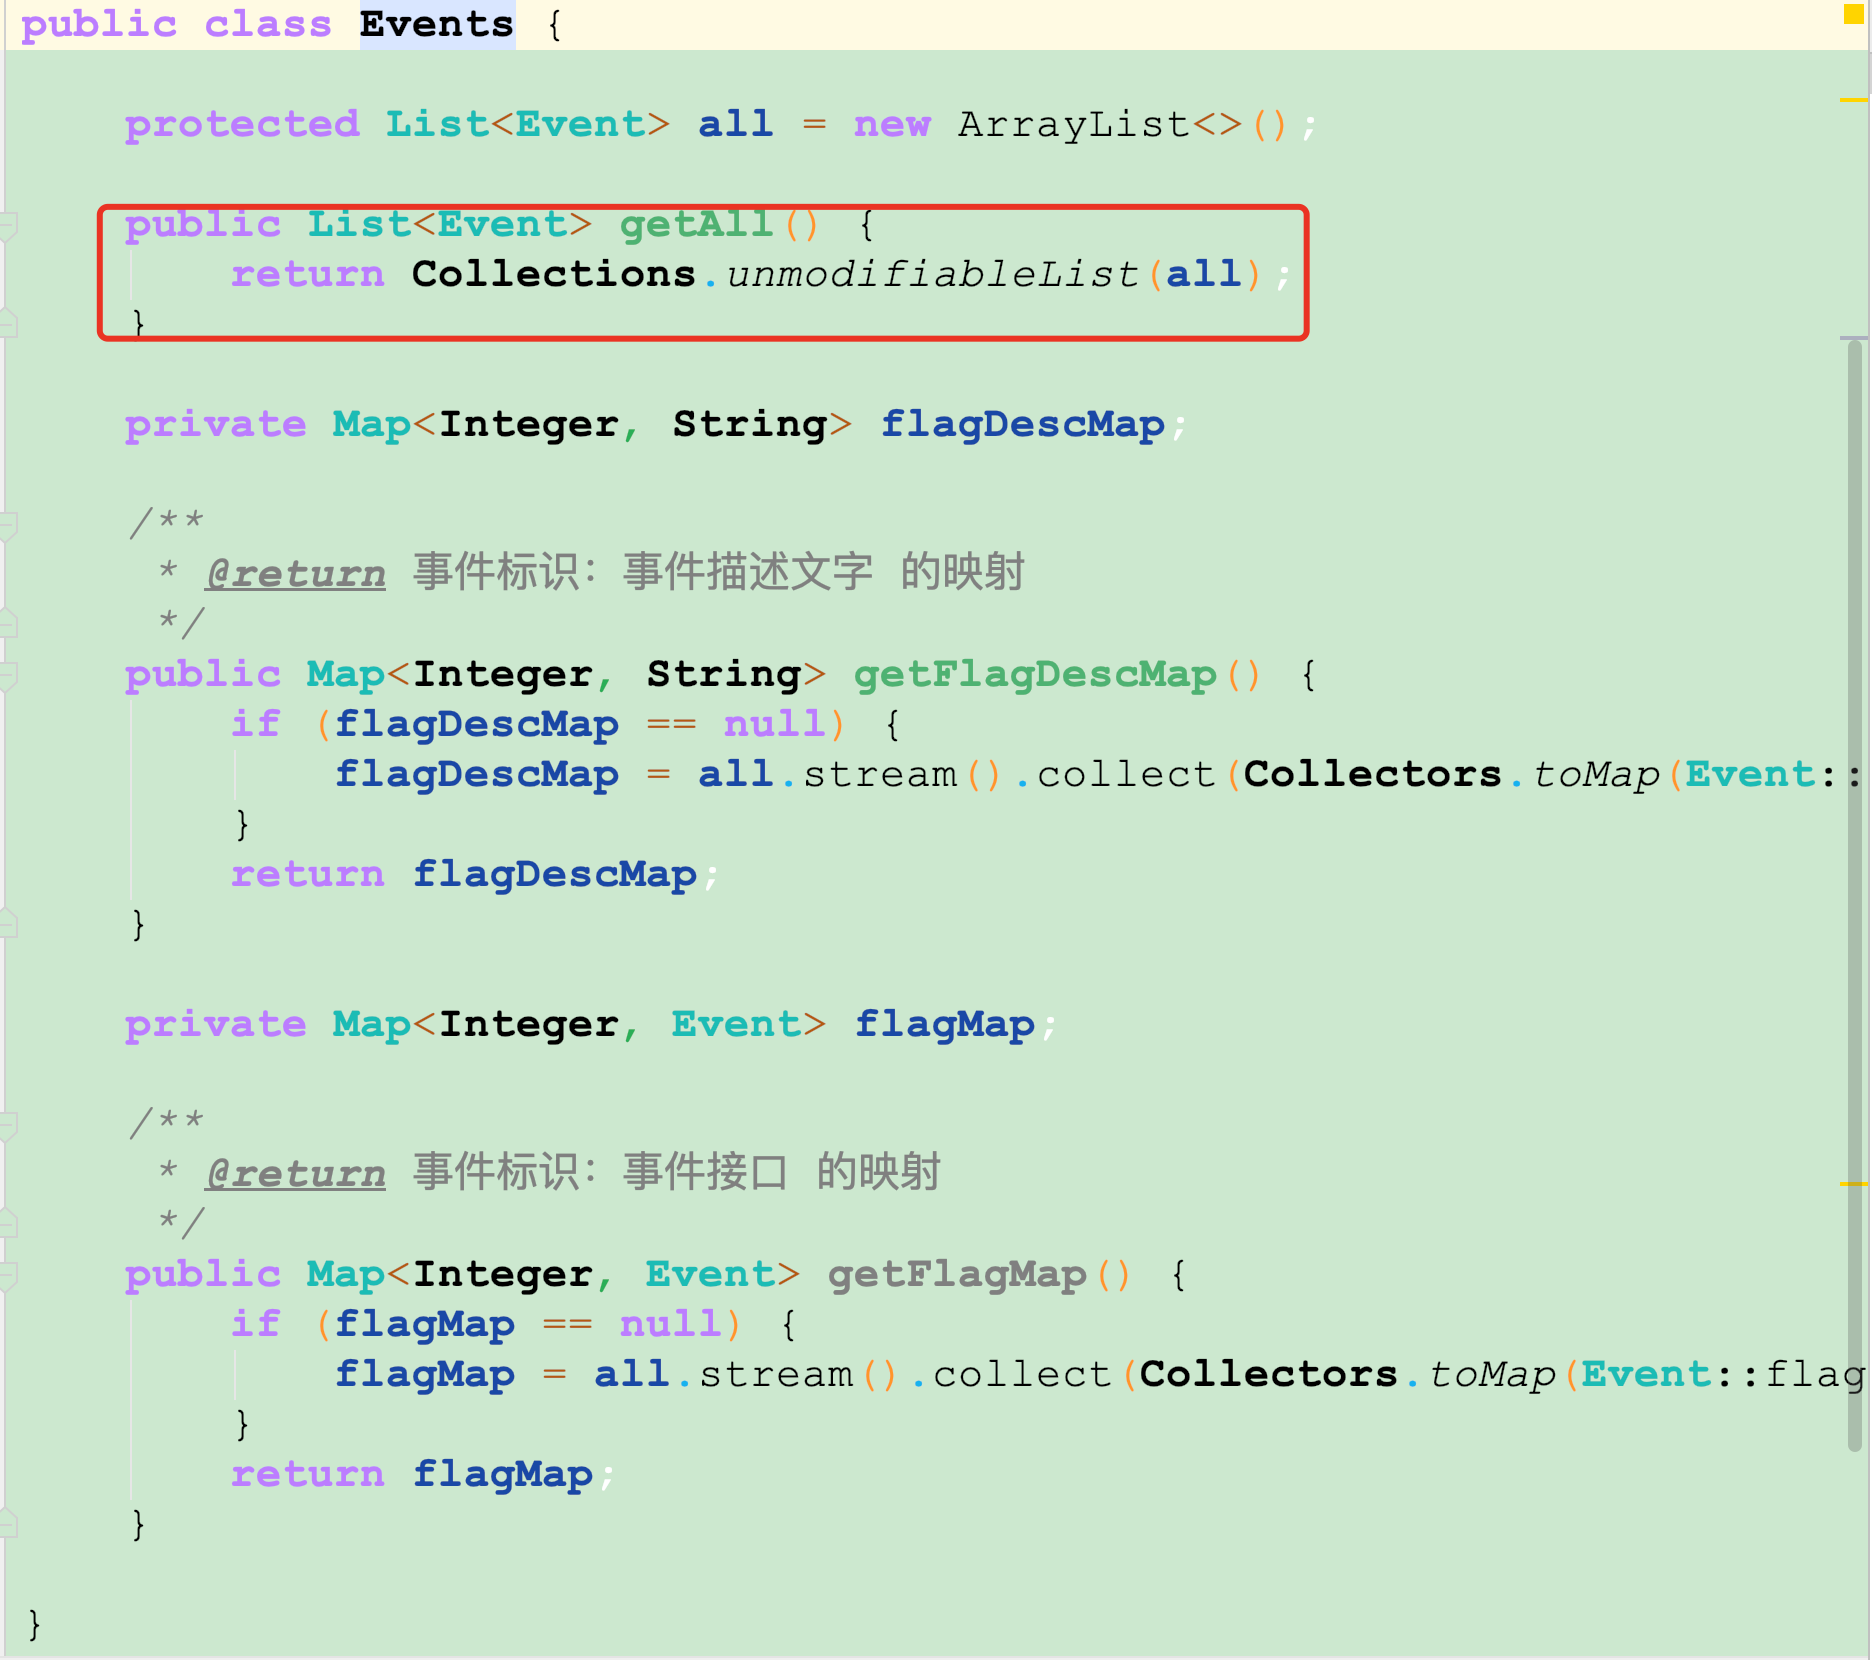 public class Events {
protected List<Event> all = new ArrayList<>();
public List<Event> getAll() {
return Collections.unmodifiableList(all);
}
private Map<Integer, String> flagDescMap;
/**
* @return 事件标识：事件描述文字 的映射
*/
public Map<Integer, String> getFlagDescMap() {
if (flagDescMap == null) {
flagDescMap = all.stream().collect(Collectors.toMap(Event::
}
return flagDescMap;
}
private Map<Integer, Event> flagMap;
/**
* @return 事件标识：事件接口 的映射
*/
public Map<Integer, Event> getFlagMap() {
if (flagMap == null) {
flagMap = all.stream().collect(Collectors.toMap(Event::flag
}
return flagMap;
}
}